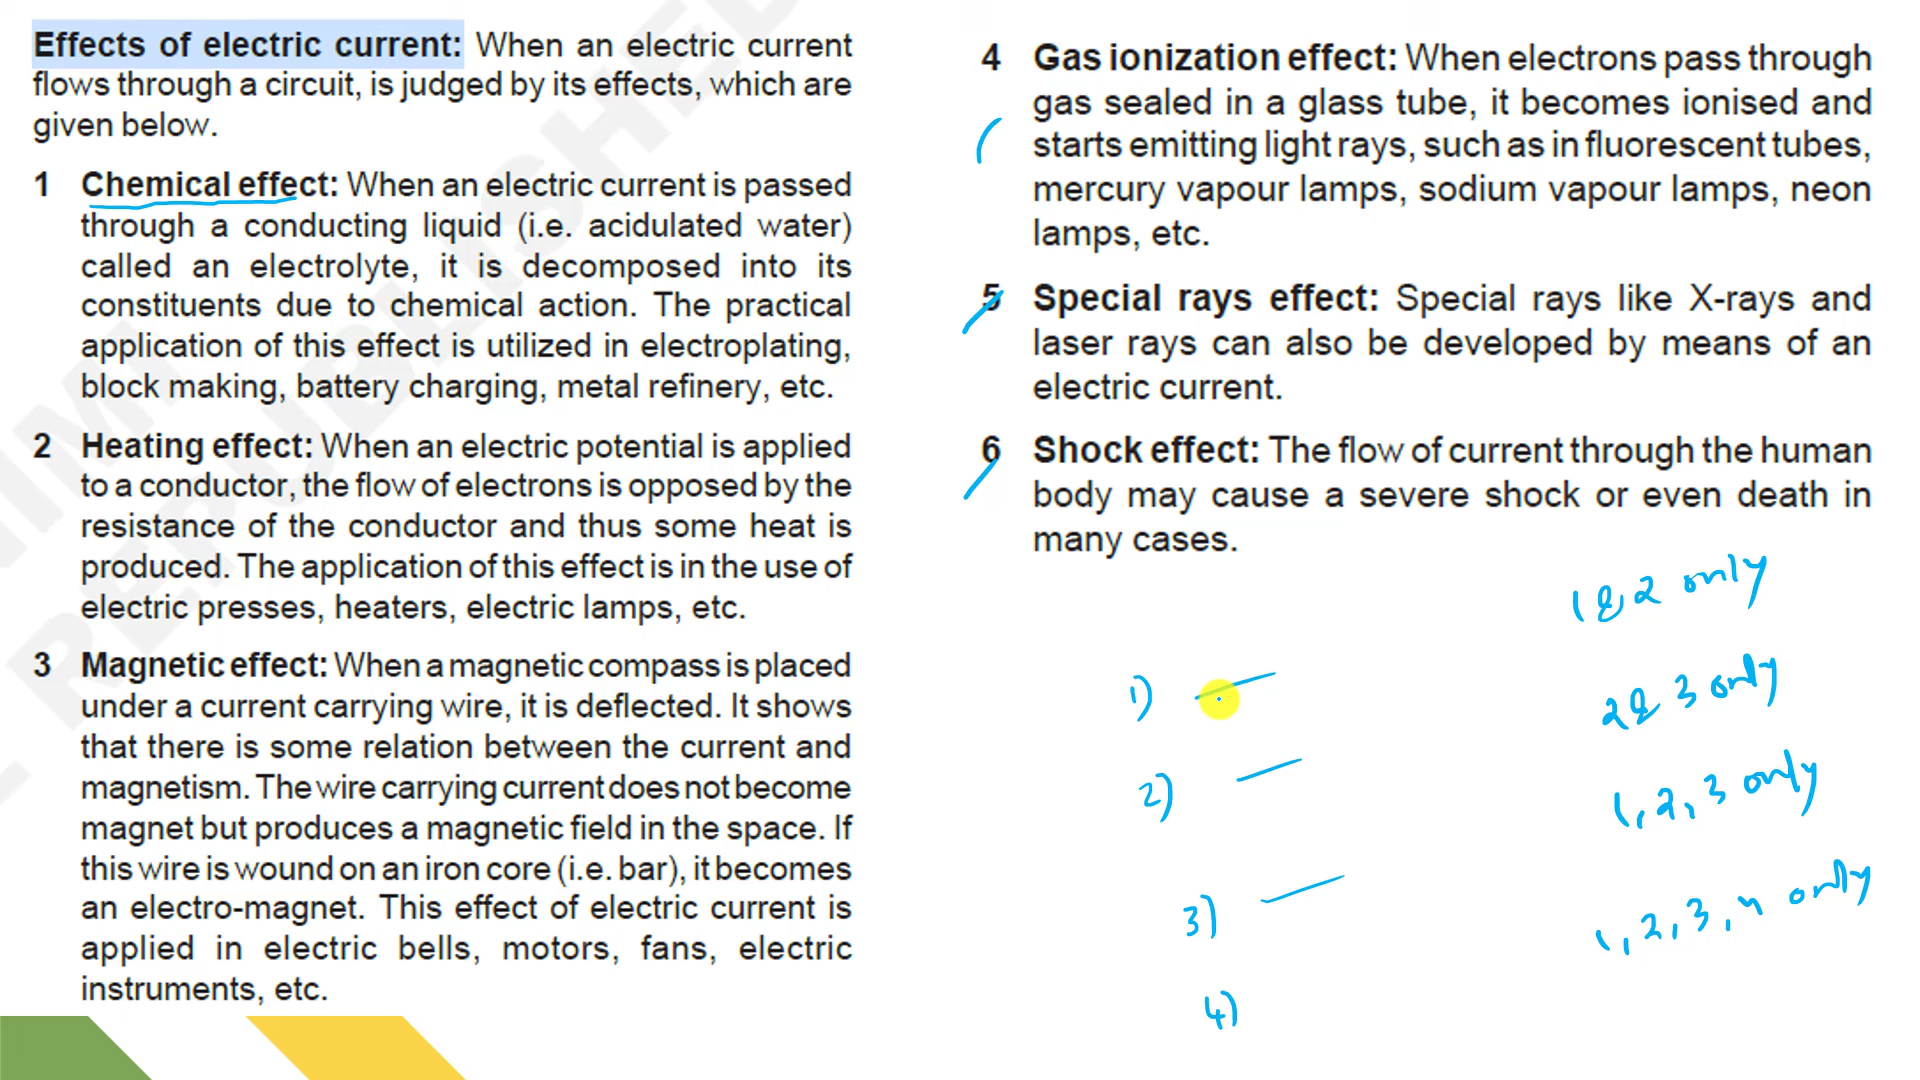 Effects of electric current: When an electric current
flows through a circuit, is judged by its effects, which are
given below.
1 Chemical effect: When an electric current is passed
through a conducting liquid (i.e. acidulated water)
called an electrolyte, it is decomposed into its
constituents due to chemical action. The practical
application of this effect is utilized in electroplating,
block making, battery charging, metal refinery, etc.
2 Heating effect: When an electric potential is applied
to a conductor, the flow of electrons is opposed by the
resistance of the conductor and thus some heat is
produced. The application of this effect is in the use of
electric presses, heaters, electric lamps, etc.
3 Magnetic effect: When a magnetic compass is placed
under a current carrying wire, it is deflected. It shows
that there is some relation between the current and
magnetism. The wire carrying current does not become
magnet but produces a magnetic field in the space. If
this wire is wound on an iron core (i.e. bar), it becomes
an electro-magnet. This effect of electric current is
applied in electric bells, motors, fans, electric
instruments, etc.
4 Gas ionization effect: When electrons pass through
gas sealed in a glass tube, it becomes ionised and
starts emitting light rays, such as in fluorescent tubes,
mercury vapour lamps, sodium vapour lamps, neon
lamps, etc.
5 Special rays effect: Special rays like X-rays and
laser rays can also be developed by means of an
electric current.
6 Shock effect: The flow of current through the human
body may cause a severe shock or even death in
many cases.
1)
2)
3)
4)
1 & 2 only
2 & 3 only
1, 2, 3 only
1, 2, 3, 4 only